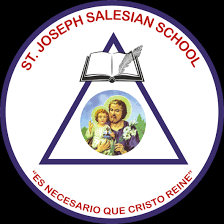 ST. JOSEPH SALESIAN SCHOOL
"ES NECESARIO QUE CRISTO REINE"